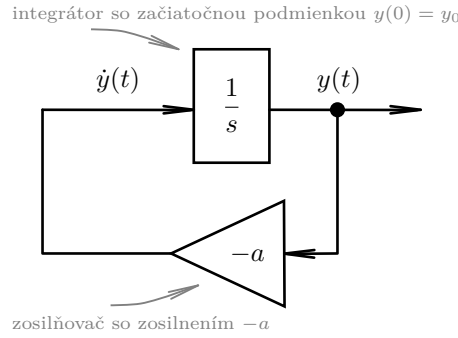 integrátor so začiatočnou podmienkou y(0) = y₀
ẏ(t)
1/s
y(t)
−a
zosilňovač so zosilnením −a